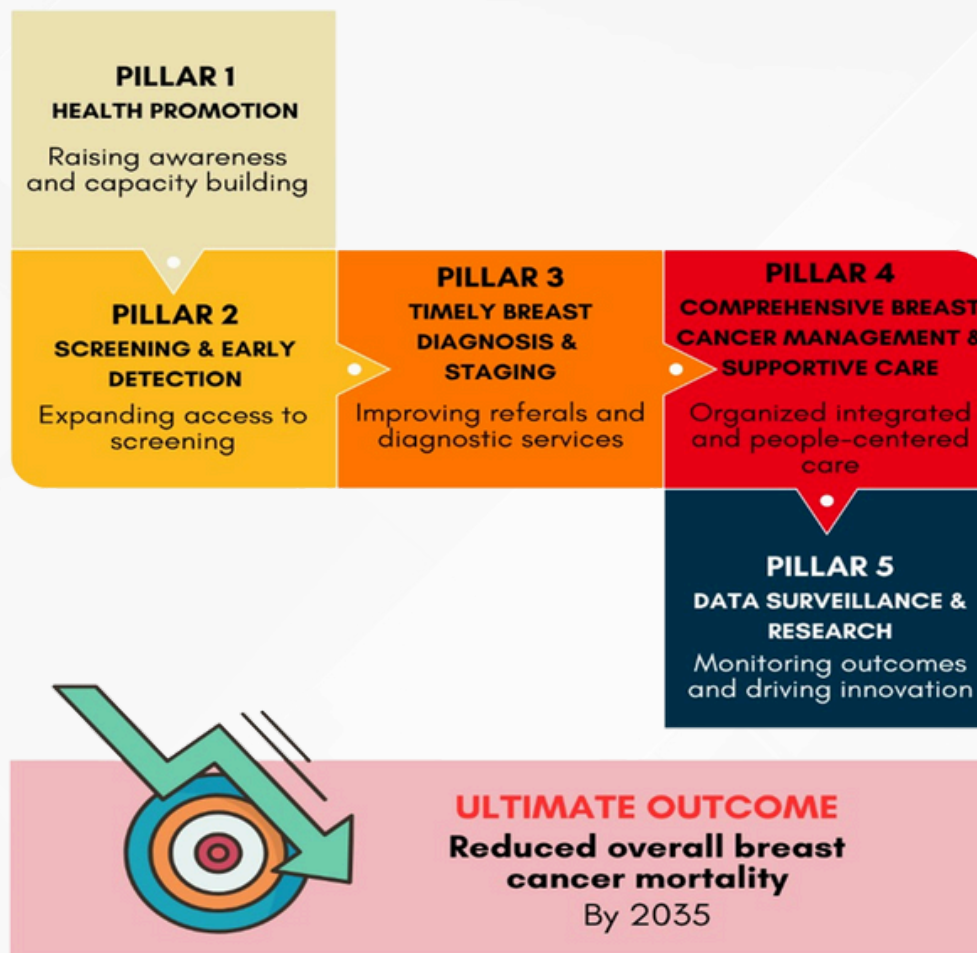 PILLAR 1
HEALTH PROMOTION
Raising awareness
and capacity building
PILLAR 2
SCREENING & EARLY
DETECTION
Expanding access to
screening
PILLAR 3
TIMELY BREAST
DIAGNOSIS &
STAGING
Improving referals and
diagnostic services
PILLAR 4
COMPREHENSIVE BREAST
CANCER MANAGEMENT &
SUPPORTIVE CARE
Organized integrated
and people-centered
care
PILLAR 5
DATA SURVEILLANCE &
RESEARCH
Monitoring outcomes
and driving innovation
ULTIMATE OUTCOME
Reduced overall breast
cancer mortality
By 2035